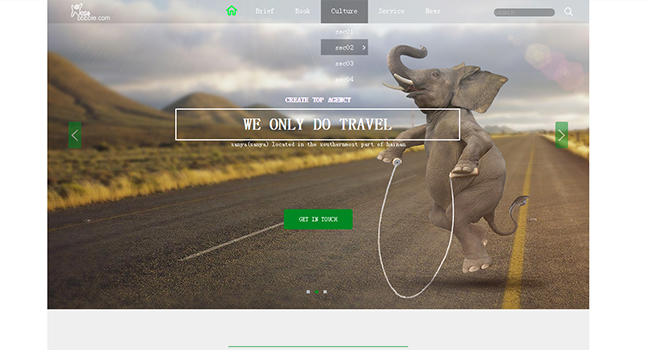 bobble.com
Brief Book Culture Service News
sec01
sec02
sec03
sec04
CREATE TOP AGENCY
WE ONLY DO TRAVEL
sanya(sanya) located in the southernmost part of hainan
GET IN TOUCH